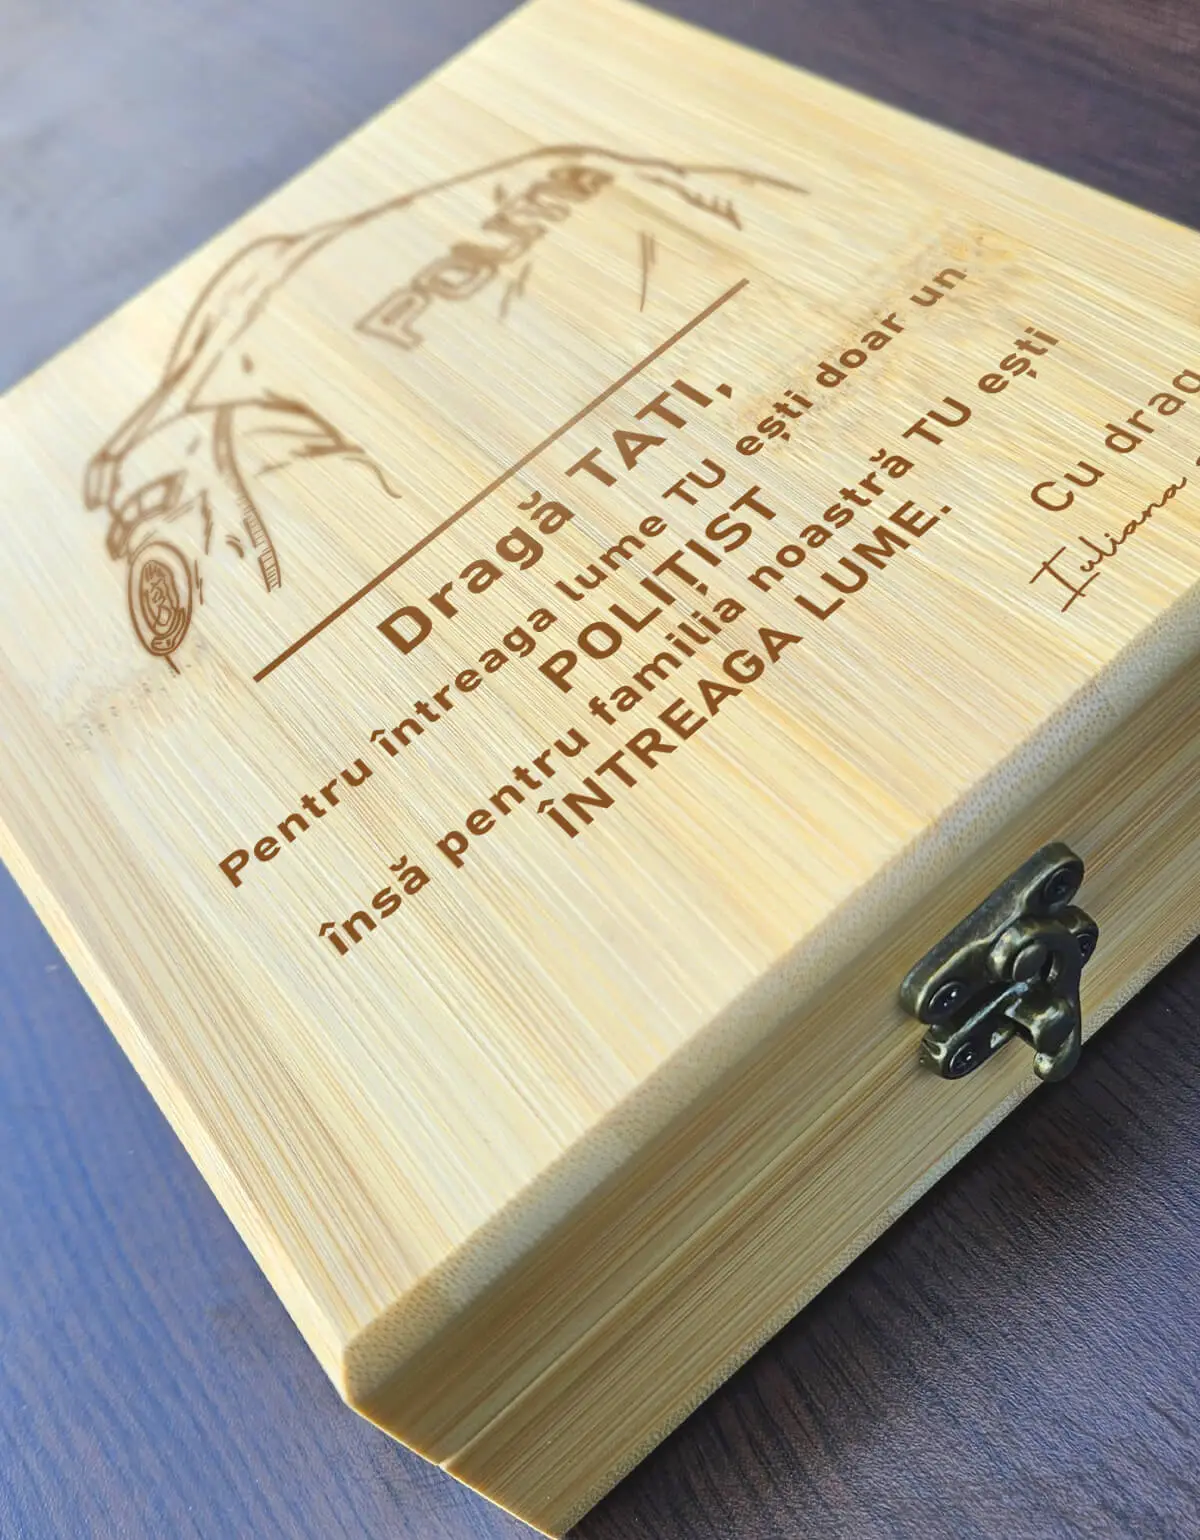 Dragă TATI,
Pentru întreaga lume TU ești doar un
POLIȚIST
însă pentru familia noastră TU ești
ÎNTREAGA LUME.
Cu drag
Iuliana